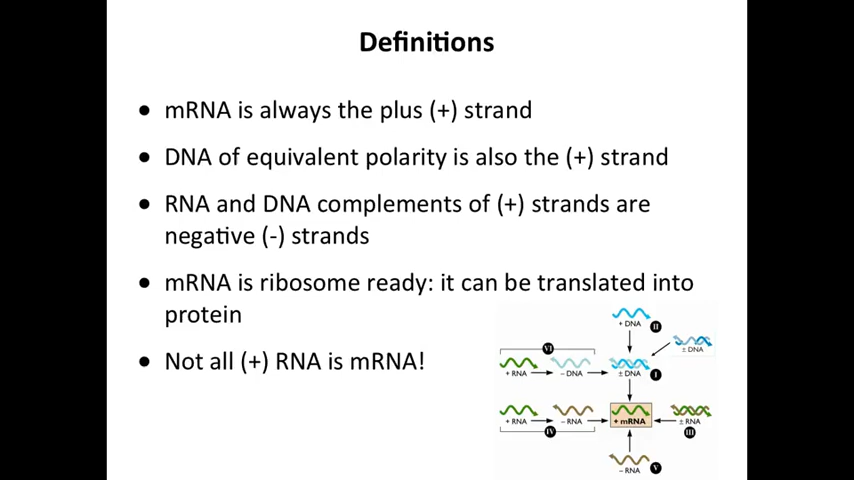 Definitions
● mRNA is always the plus (+) strand
● DNA of equivalent polarity is also the (+) strand
● RNA and DNA complements of (+) strands are
negative (-) strands
● mRNA is ribosome ready: it can be translated into
protein
● Not all (+) RNA is mRNA!
+ DNA
II
± DNA
VI
+ RNA
– DNA
± DNA
I
+ RNA
– RNA
+ mRNA
± RNA
IV
III
– RNA
V